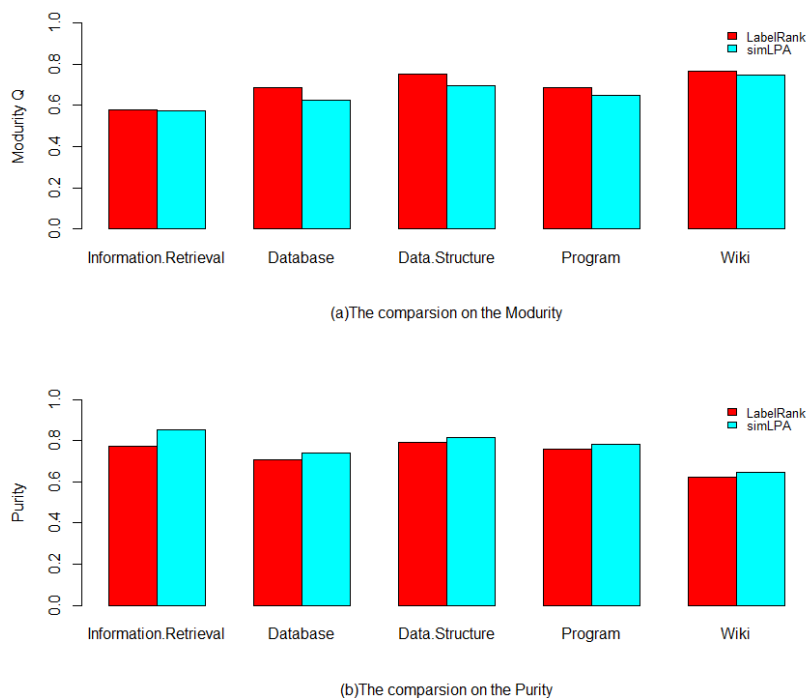 LabelRank
simLPA
Modurity Q
0.0 0.2 0.4 0.6 0.8 1.0
Information.Retrieval Database Data.Structure Program Wiki
(a)The comparsion on the Modurity
LabelRank
simLPA
Purity
0.0 0.2 0.4 0.6 0.8 1.0
Information.Retrieval Database Data.Structure Program Wiki
(b)The comparsion on the Purity